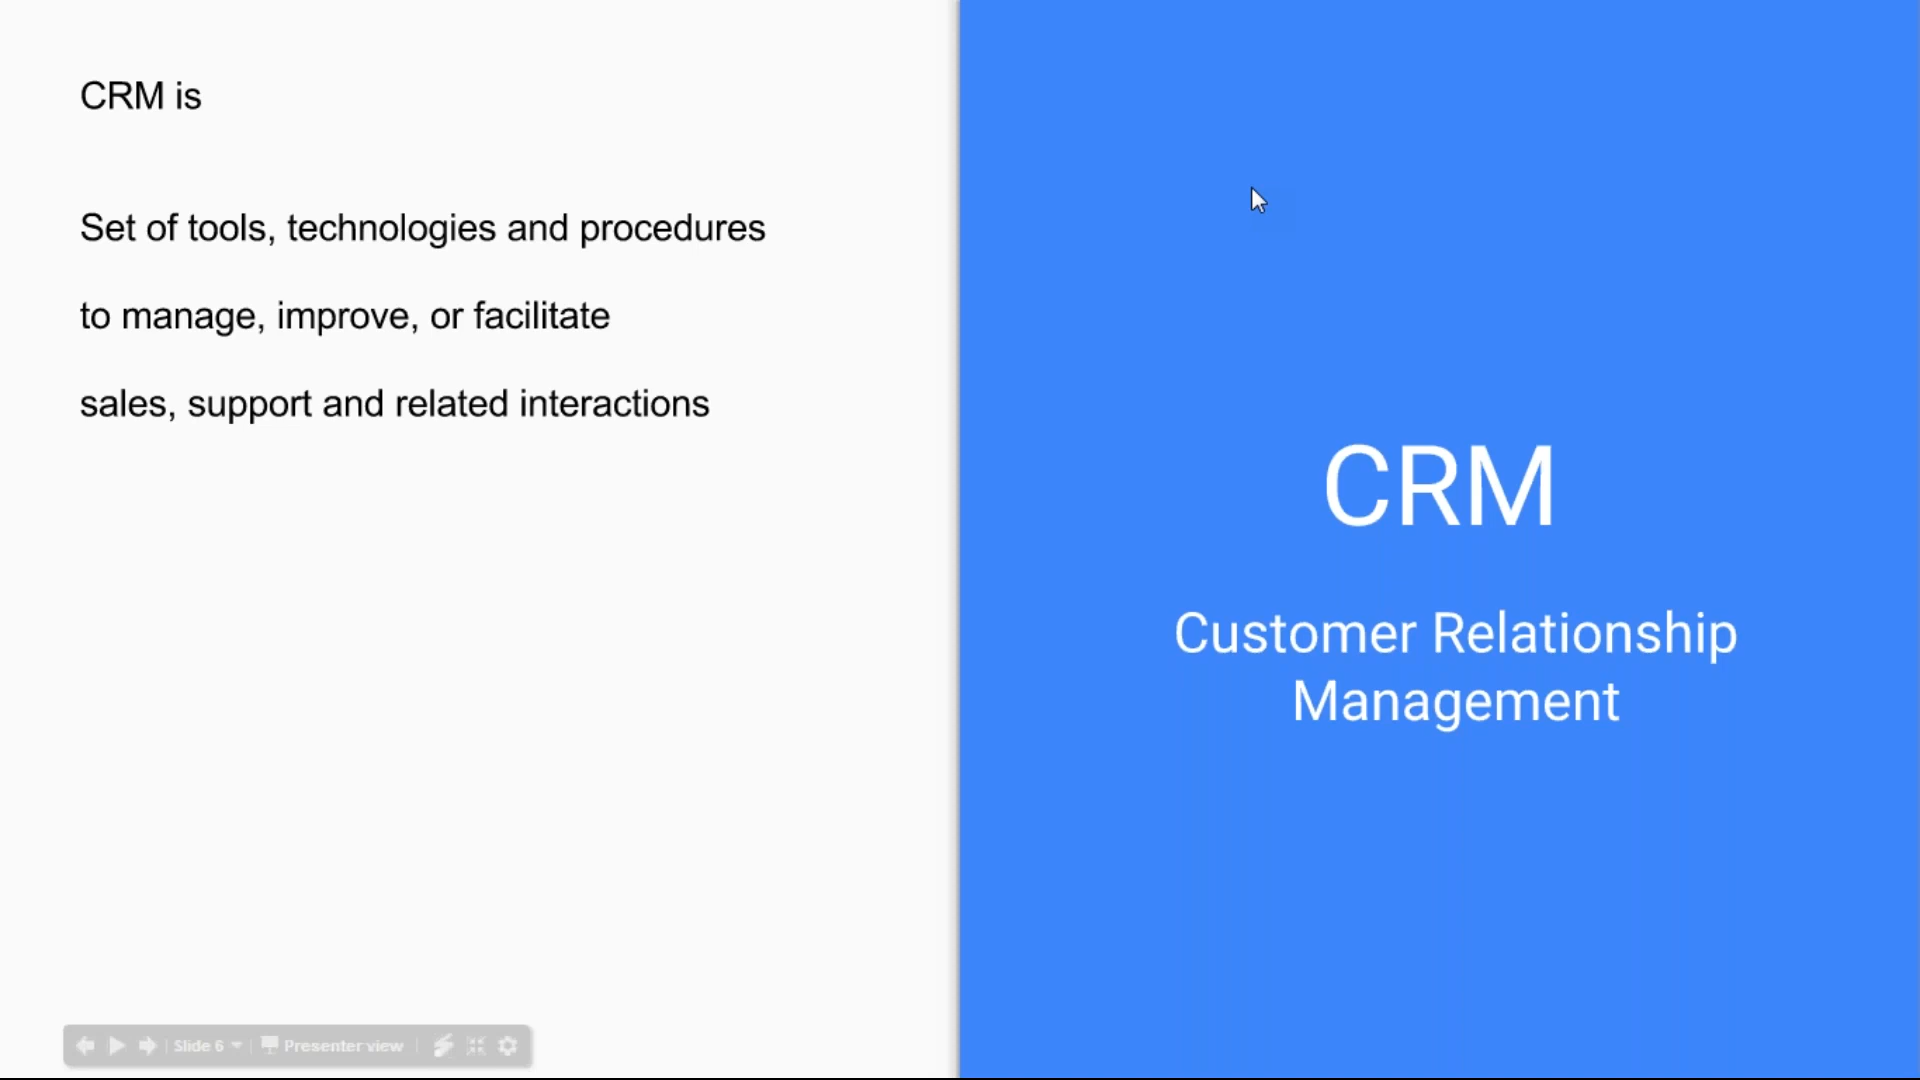 CRM is
Set of tools, technologies and procedures
to manage, improve, or facilitate
sales, support and related interactions
CRM
Customer Relationship
Management
Slide 6
Presenter view